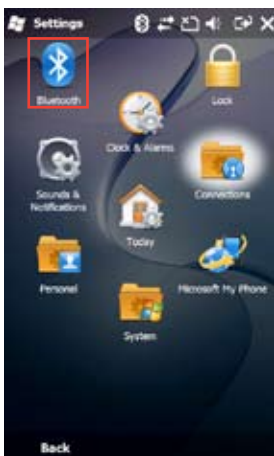 Settings
Bluetooth
Lock
Clock & Alarms
Sounds &
Notifications
Connections
Today
Personal
Microsoft My Phone
System
Back